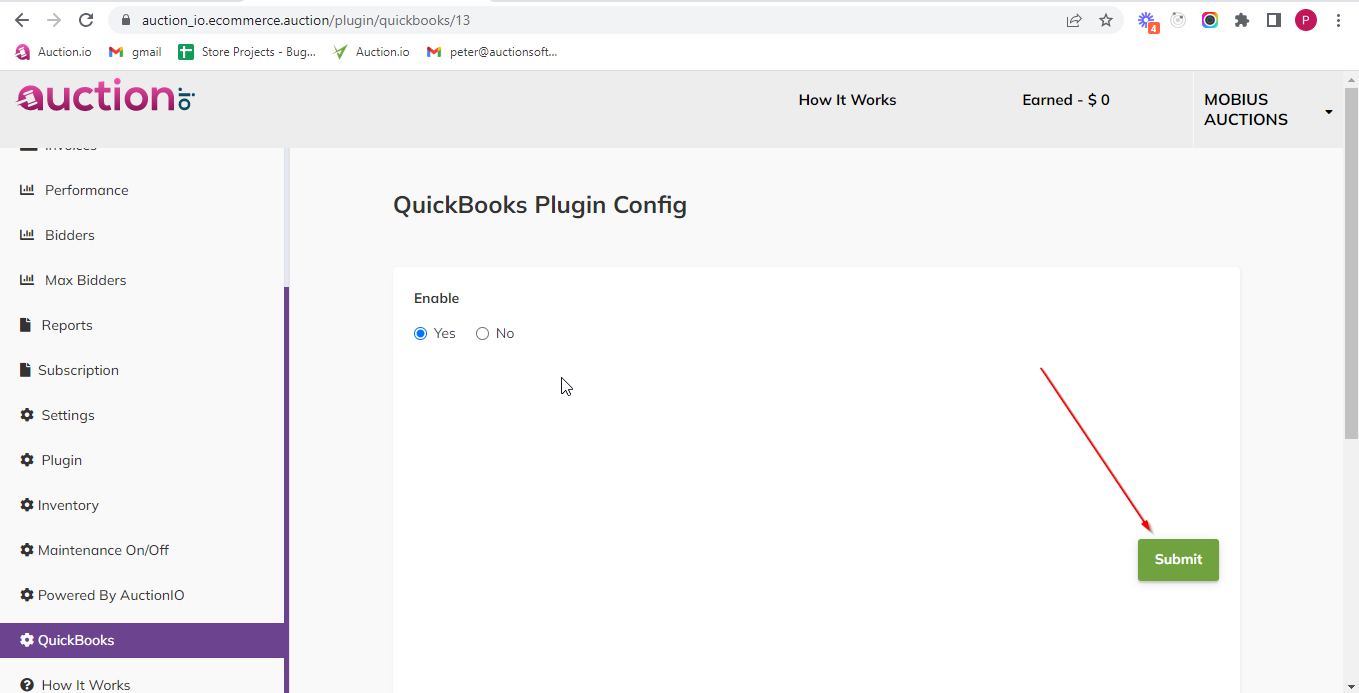 auction_io.ecommerce.auction/plugin/quickbooks/13
4
P
Auction.io
gmail
Store Projects - Bug...
Auction.io
peter@auctionsoft...
auction.io
How It Works
Earned - $ 0
MOBIUS
AUCTIONS
Invoices
Performance
Bidders
Max Bidders
Reports
Subscription
Settings
Plugin
Inventory
Maintenance On/Off
Powered By AuctionIO
QuickBooks
How It Works
QuickBooks Plugin Config
Enable
Yes
No
Submit